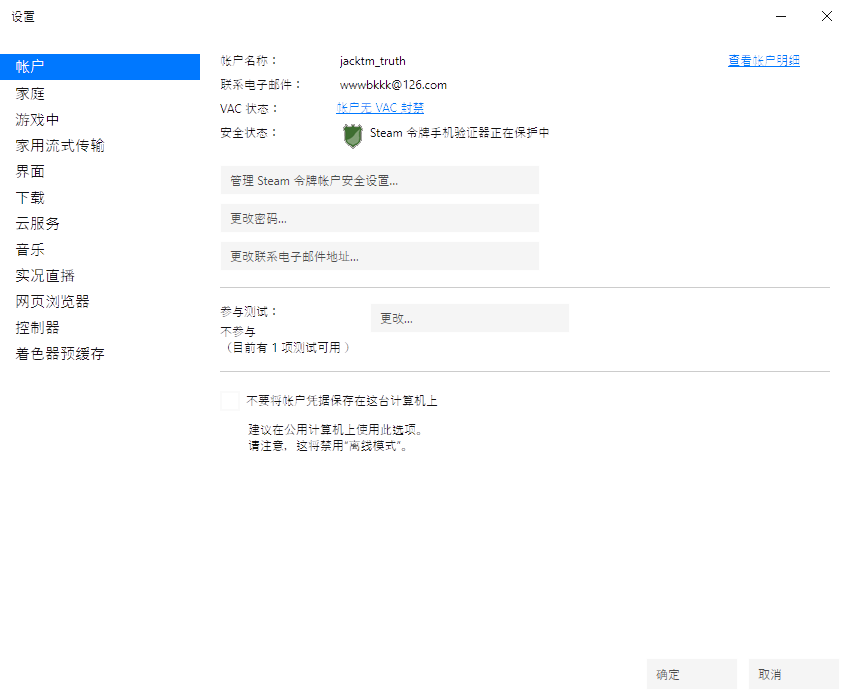 设置
帐户
家庭
游戏中
家用流式传输
界面
下载
云服务
音乐
实况直播
网页浏览器
控制器
着色器预缓存
帐户名称： jacktm_truth 查看帐户明细
联系电子邮件： wwwbkkk@126.com
VAC 状态： 帐户无 VAC 封禁
安全状态： Steam 令牌手机验证器正在保护中
管理 Steam 令牌帐户安全设置...
更改密码...
更改联系电子邮件地址...
参与测试： 更改...
不参与
（目前有 1 项测试可用 ）
不要将帐户凭据保存在这台计算机上
建议在公用计算机上使用此选项。
请注意，这将禁用“离线模式”。
确定 取消